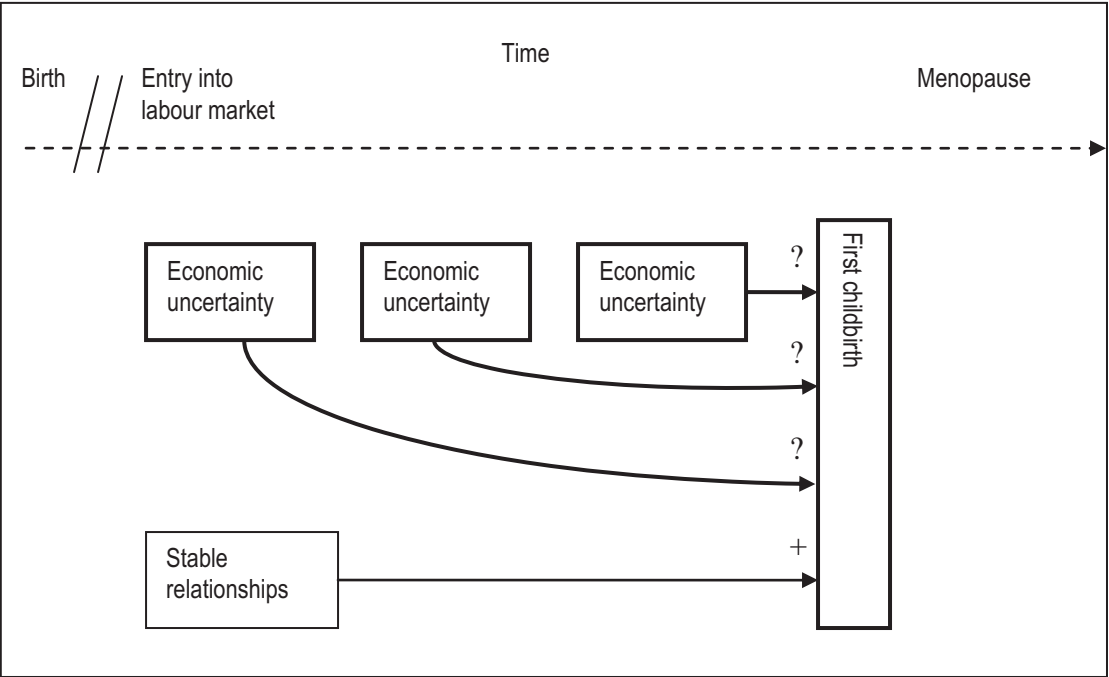 Time
Birth
Entry into
labour market
Menopause
Economic
uncertainty
Economic
uncertainty
Economic
uncertainty
?
?
?
+
First childbirth
Stable
relationships